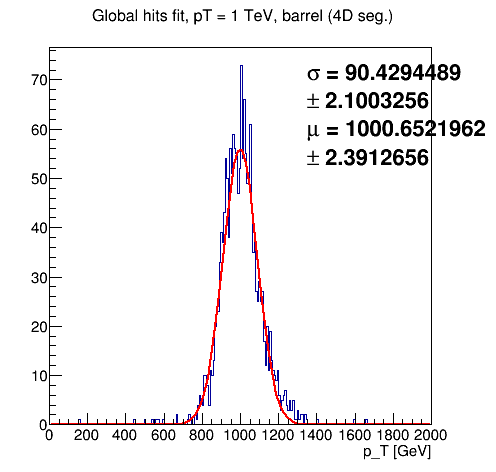 Global hits fit, pT = 1 TeV, barrel (4D seg.)
σ = 90.4294489
± 2.1003256
μ = 1000.6521962
± 2.3912656
70
60
50
40
30
20
10
0
0 200 400 600 800 1000 1200 1400 1600 1800 2000
p_T [GeV]